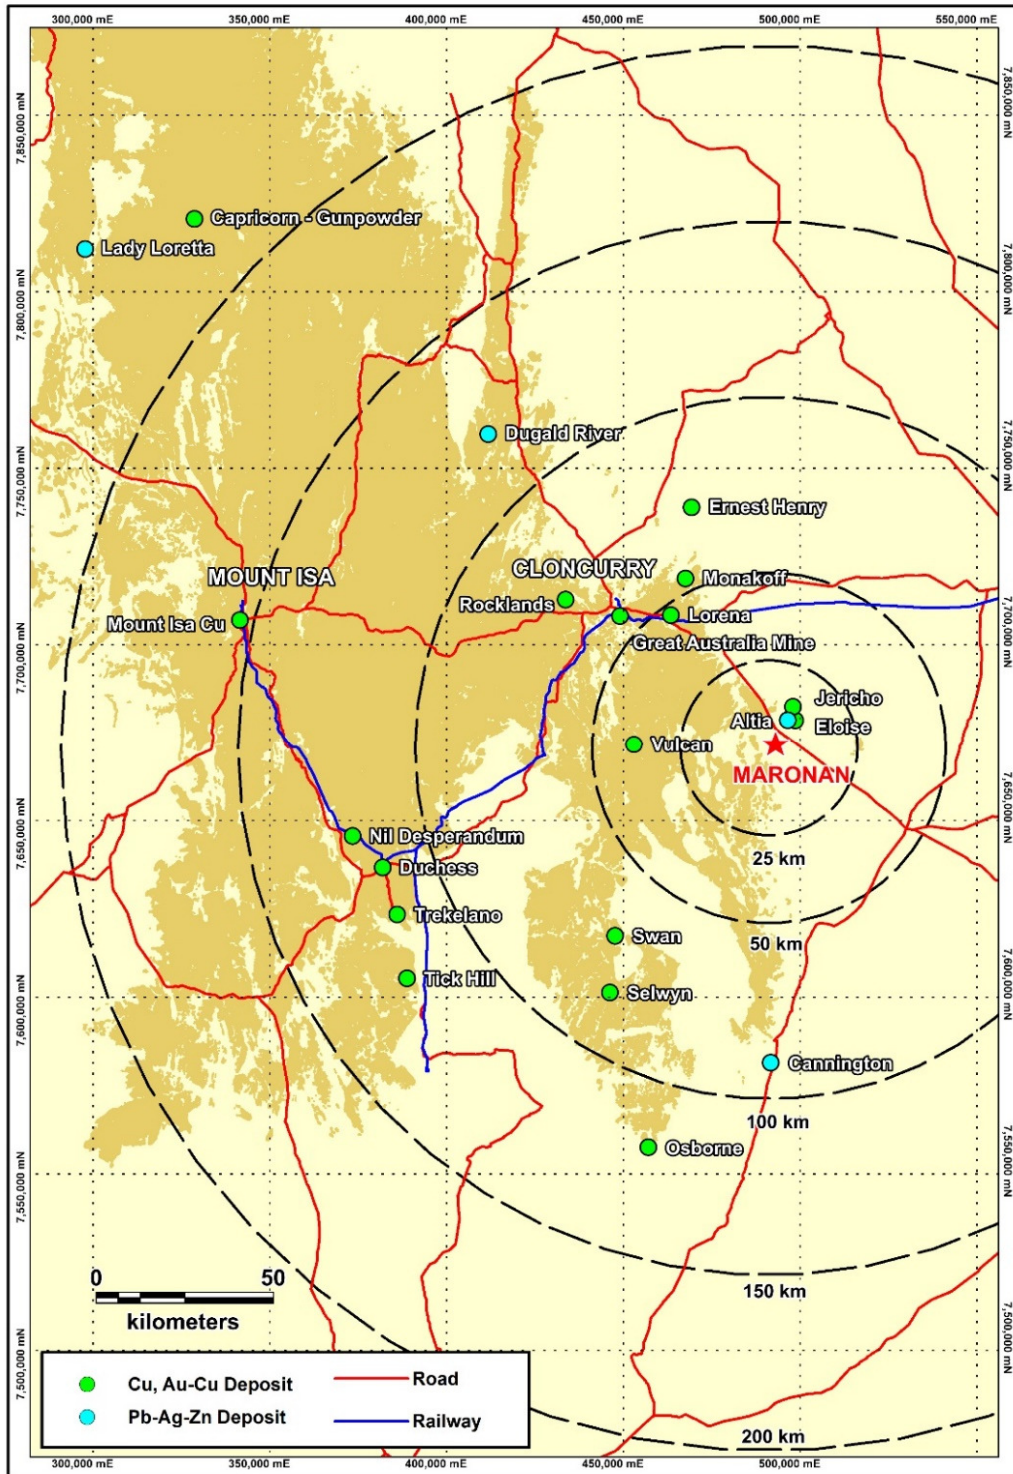 300,000 mE
350,000 mE
400,000 mE
450,000 mE
500,000 mE
550,000 mE
7,850,000 mN
7,850,000 mN
Capricorn - Gunpowder
Lady Loretta
7,800,000 mN
7,800,000 mN
Dugald River
7,750,000 mN
7,750,000 mN
Ernest Henry
MOUNT ISA
CLONCURRY
Monakoff
Rocklands
Lorena
Mount Isa Cu
Great Australia Mine
7,700,000 mN
7,700,000 mN
Jericho
Altia
Eloise
Vulcan
MARONAN
7,650,000 mN
7,650,000 mN
Nil Desperandum
25 km
Duchess
Trekelano
Swan
50 km
Tick Hill
Selwyn
7,600,000 mN
7,600,000 mN
Cannington
100 km
Osborne
7,550,000 mN
7,550,000 mN
0
50
150 km
kilometers
7,500,000 mN
7,500,000 mN
Cu, Au-Cu Deposit
Road
Pb-Ag-Zn Deposit
Railway
200 km
300,000 mE
350,000 mE
400,000 mE
450,000 mE
500,000 mE
550,000 mE